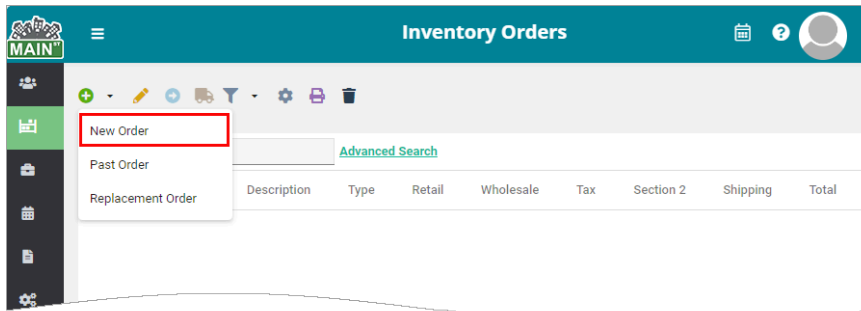 MAIN ST
Inventory Orders
?
New Order
Past Order
Replacement Order
Advanced Search
Description Type Retail Wholesale Tax Section 2 Shipping Total